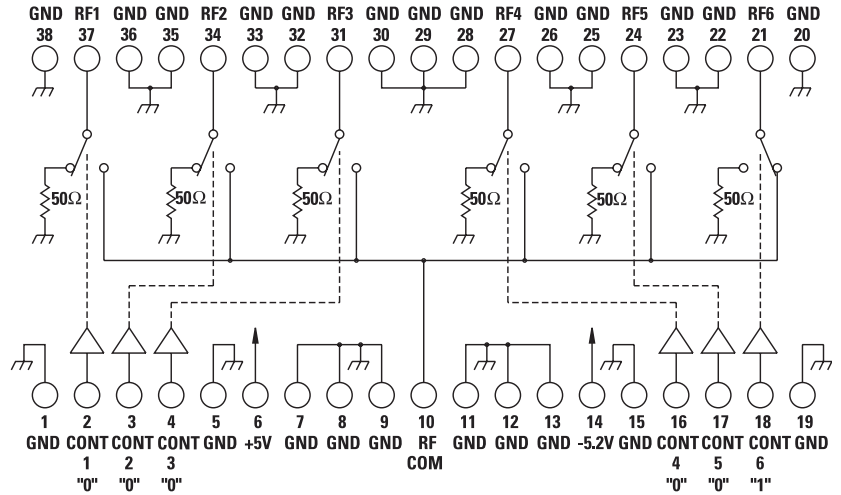 GND RF1 GND GND RF2 GND GND RF3 GND GND GND RF4 GND GND RF5 GND GND RF6 GND
38 37 36 35 34 33 32 31 30 29 28 27 26 25 24 23 22 21 20
50Ω 50Ω 50Ω 50Ω 50Ω 50Ω
1 2 3 4 5 6 7 8 9 10 11 12 13 14 15 16 17 18 19
GND CONT CONT CONT GND +5V GND GND GND RF GND GND GND -5.2V GND CONT CONT CONT GND
1 2 3 COM 4 5 6
"0" "0" "0" "0" "0" "1"